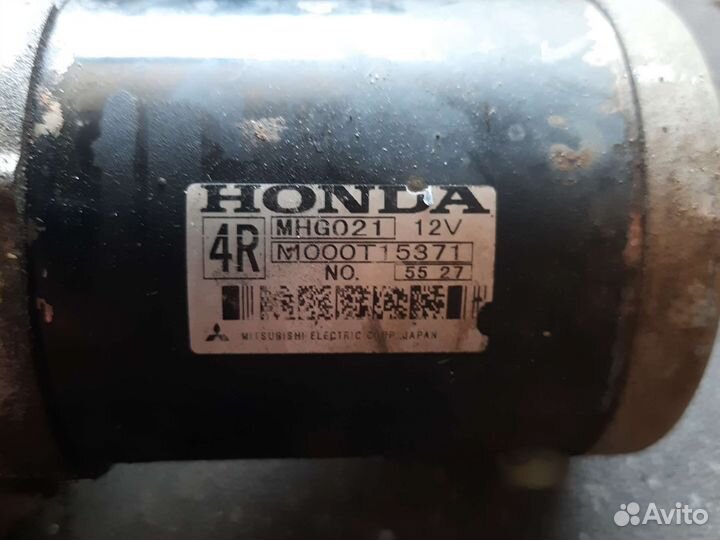 HONDA
4R MHG021 12V
M000T15371
NO. 55 27
MITSUBISHI ELECTRIC CORP. JAPAN
Avito